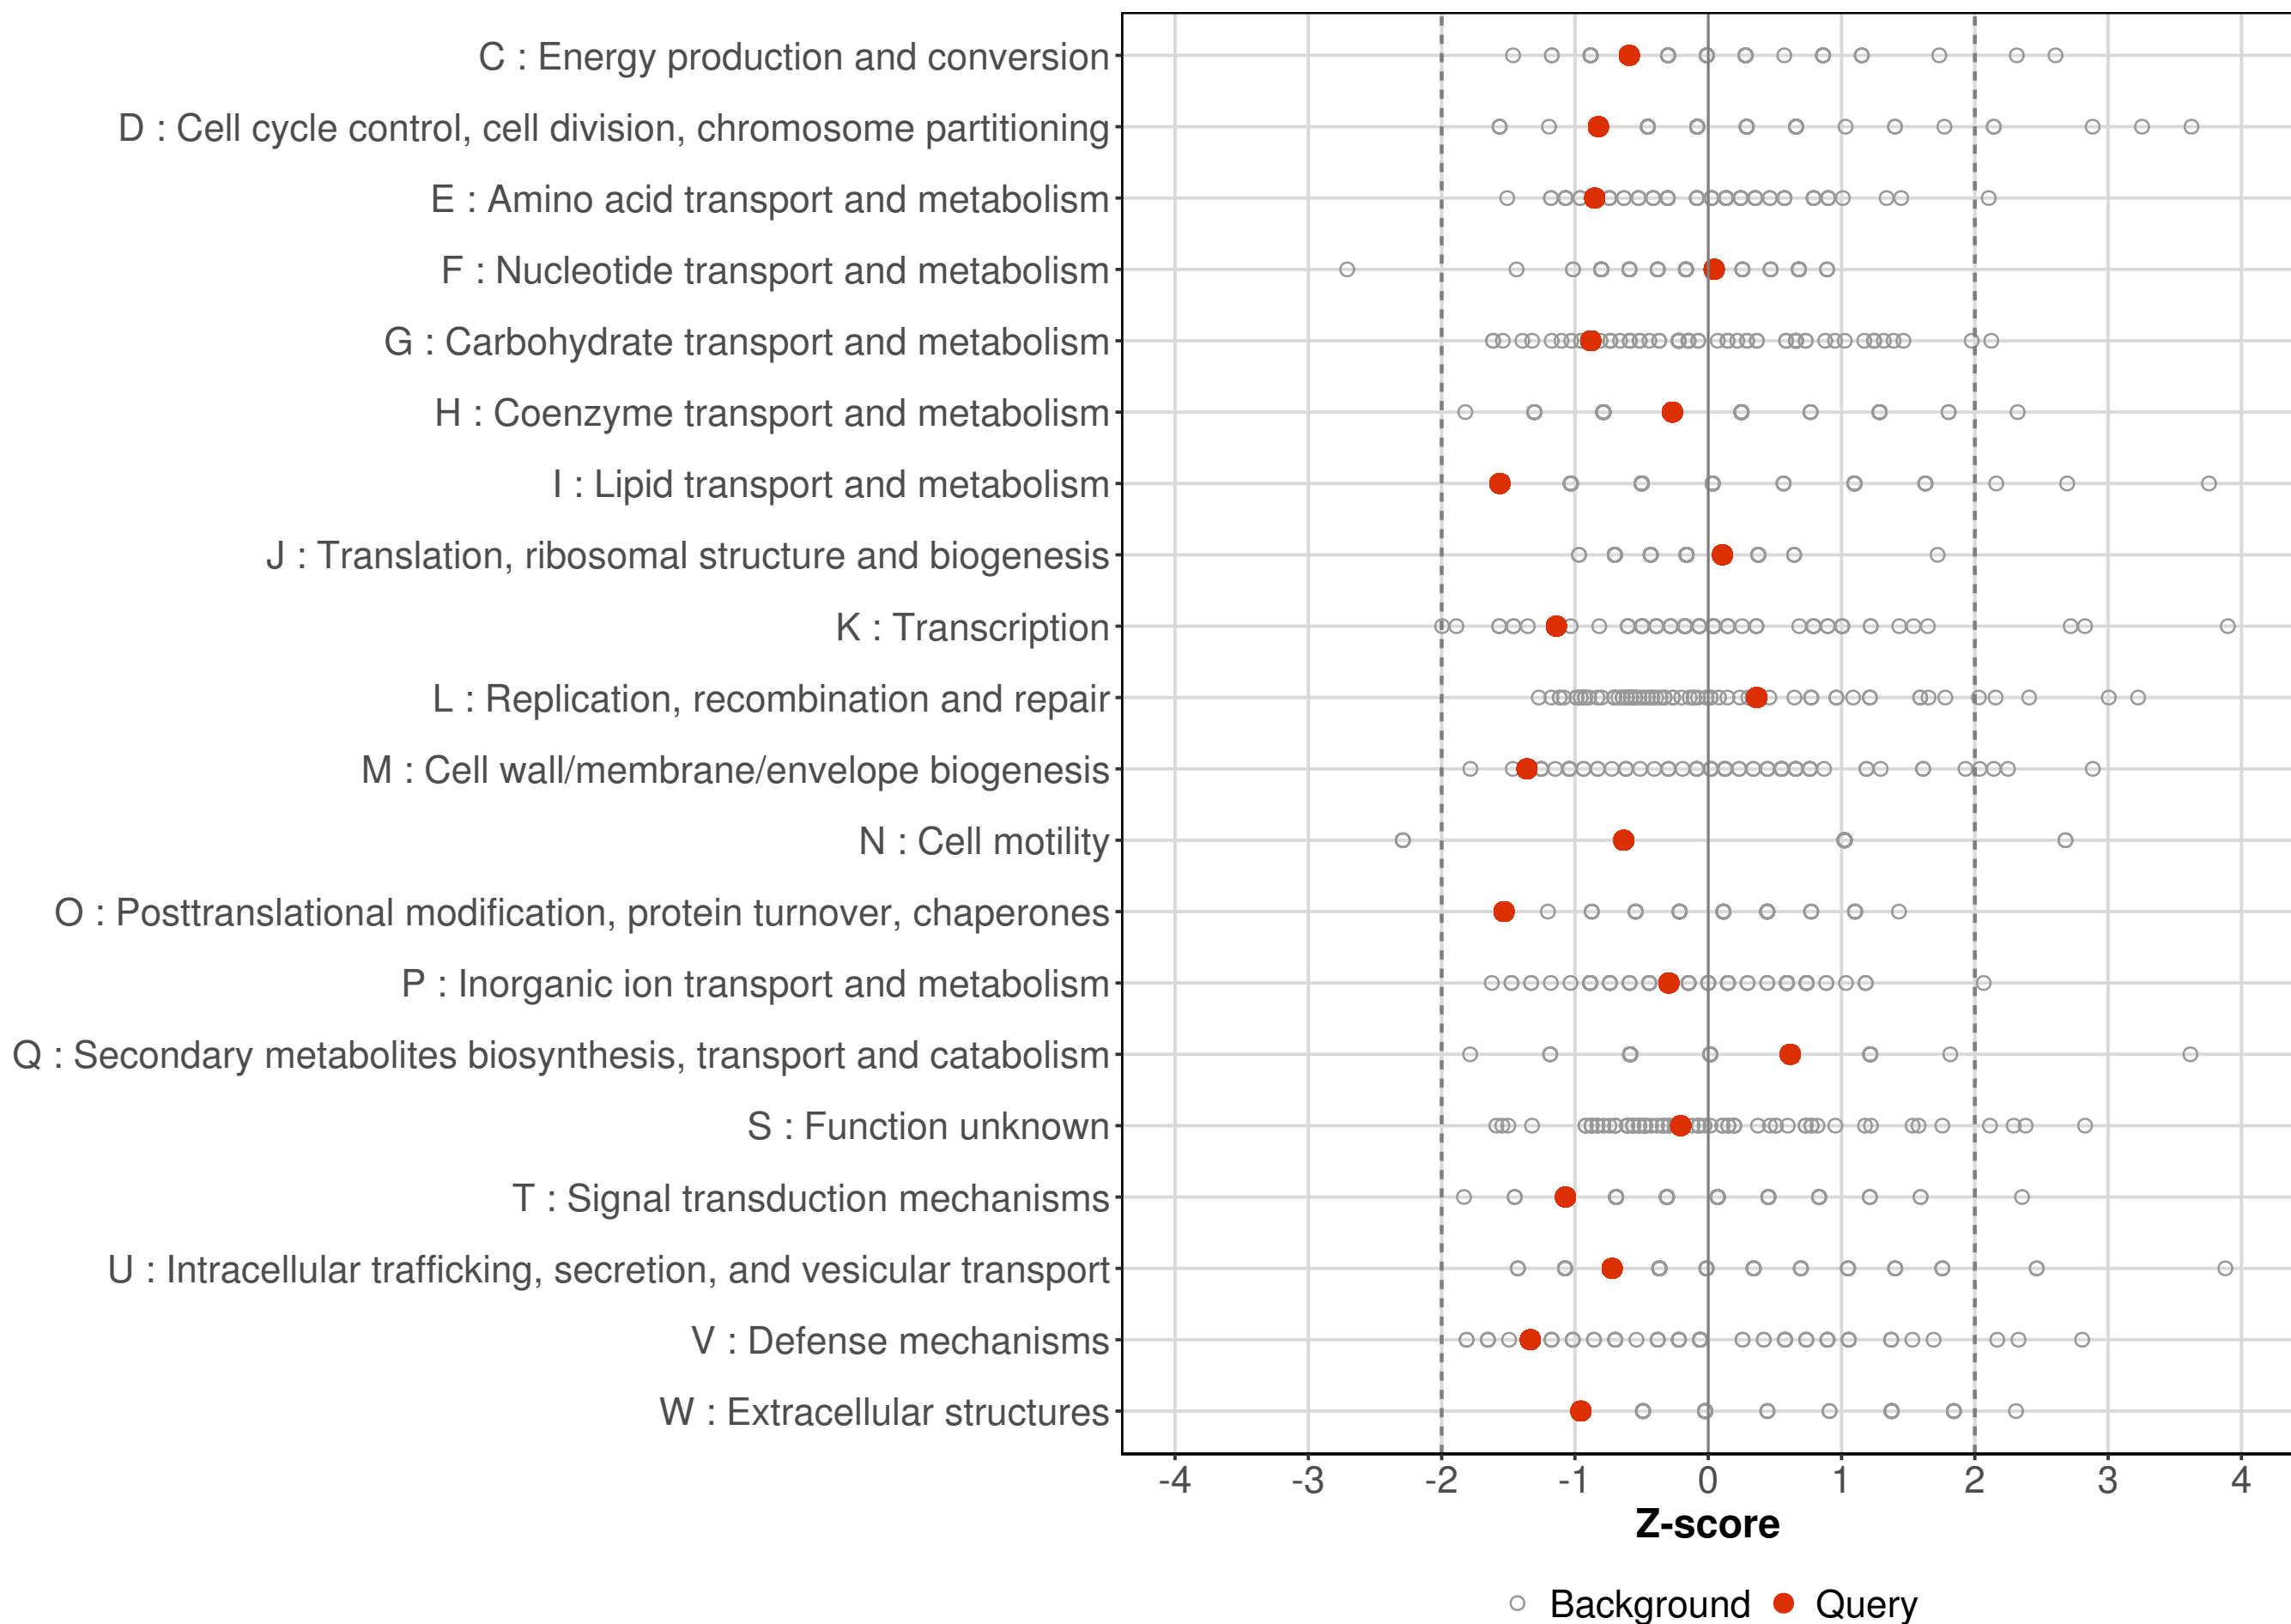 C : Energy production and conversion
D : Cell cycle control, cell division, chromosome partitioning
E : Amino acid transport and metabolism
F : Nucleotide transport and metabolism
G : Carbohydrate transport and metabolism
H : Coenzyme transport and metabolism
I : Lipid transport and metabolism
J : Translation, ribosomal structure and biogenesis
K : Transcription
L : Replication, recombination and repair
M : Cell wall/membrane/envelope biogenesis
N : Cell motility
O : Posttranslational modification, protein turnover, chaperones
P : Inorganic ion transport and metabolism
Q : Secondary metabolites biosynthesis, transport and catabolism
S : Function unknown
T : Signal transduction mechanisms
U : Intracellular trafficking, secretion, and vesicular transport
V : Defense mechanisms
W : Extracellular structures
-4 -3 -2 -1 0 1 2 3 4
Z-score
Background Query